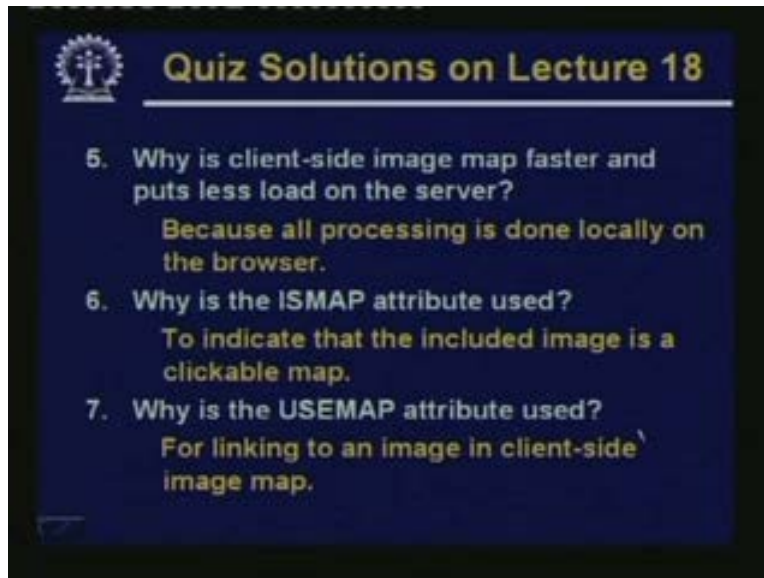 Quiz Solutions on Lecture 18
5. Why is client-side image map faster and
puts less load on the server?
Because all processing is done locally on
the browser.
6. Why is the ISMAP attribute used?
To indicate that the included image is a
clickable map.
7. Why is the USEMAP attribute used?
For linking to an image in client-side
image map.